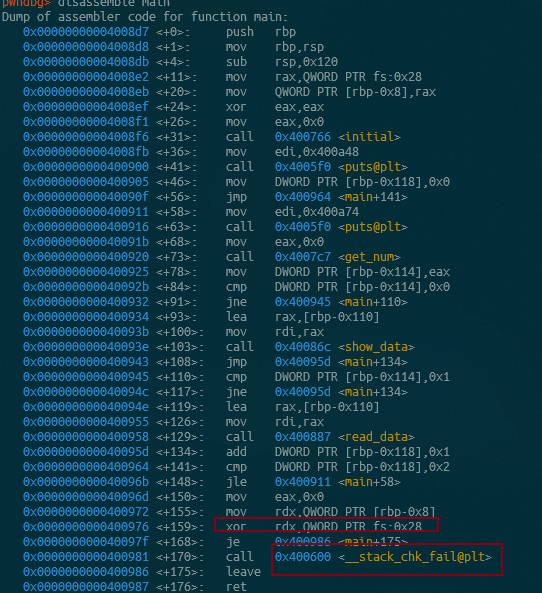 pwndbg> disassemble main
Dump of assembler code for function main:
0x00000000004008d7 <+0>: push rbp
0x00000000004008d8 <+1>: mov rbp,rsp
0x00000000004008db <+4>: sub rsp,0x120
0x00000000004008e2 <+11>: mov rax,QWORD PTR fs:0x28
0x00000000004008eb <+20>: mov QWORD PTR [rbp-0x8],rax
0x00000000004008ef <+24>: xor eax,eax
0x00000000004008f1 <+26>: mov eax,0x0
0x00000000004008f6 <+31>: call 0x400766 <initial>
0x00000000004008fb <+36>: mov edi,0x400a48
0x0000000000400900 <+41>: call 0x4005f0 <puts@plt>
0x0000000000400905 <+46>: mov DWORD PTR [rbp-0x118],0x0
0x000000000040090f <+56>: jmp 0x400964 <main+141>
0x0000000000400911 <+58>: mov edi,0x400a74
0x0000000000400916 <+63>: call 0x4005f0 <puts@plt>
0x000000000040091b <+68>: mov eax,0x0
0x0000000000400920 <+73>: call 0x4007c7 <get_num>
0x0000000000400925 <+78>: mov DWORD PTR [rbp-0x114],eax
0x000000000040092b <+84>: cmp DWORD PTR [rbp-0x114],0x0
0x0000000000400932 <+91>: jne 0x400945 <main+110>
0x0000000000400934 <+93>: lea rax,[rbp-0x110]
0x000000000040093b <+100>: mov rdi,rax
0x000000000040093e <+103>: call 0x40086c <show_data>
0x0000000000400943 <+108>: jmp 0x40095d <main+134>
0x0000000000400945 <+110>: cmp DWORD PTR [rbp-0x114],0x1
0x000000000040094c <+117>: jne 0x40095d <main+134>
0x000000000040094e <+119>: lea rax,[rbp-0x110]
0x0000000000400955 <+126>: mov rdi,rax
0x0000000000400958 <+129>: call 0x400887 <read_data>
0x000000000040095d <+134>: add DWORD PTR [rbp-0x118],0x1
0x0000000000400964 <+141>: cmp DWORD PTR [rbp-0x118],0x2
0x000000000040096b <+148>: jle 0x400911 <main+58>
0x000000000040096d <+150>: mov eax,0x0
0x0000000000400972 <+155>: mov rdx,QWORD PTR [rbp-0x8]
0x0000000000400976 <+159>: xor rdx,QWORD PTR fs:0x28
0x000000000040097f <+168>: je 0x400986 <main+175>
0x0000000000400981 <+170>: call 0x400600 <__stack_chk_fail@plt>
0x0000000000400986 <+175>: leave
0x0000000000400987 <+176>: ret